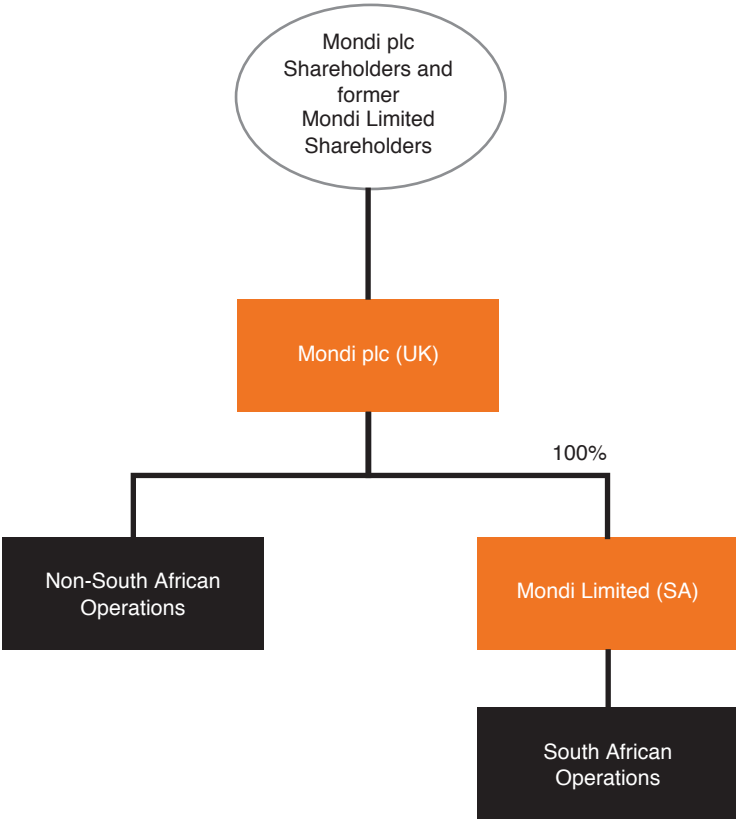 Mondi plc
Shareholders and
former
Mondi Limited
Shareholders
Mondi plc (UK)
100%
Non-South African
Operations
Mondi Limited (SA)
South African
Operations